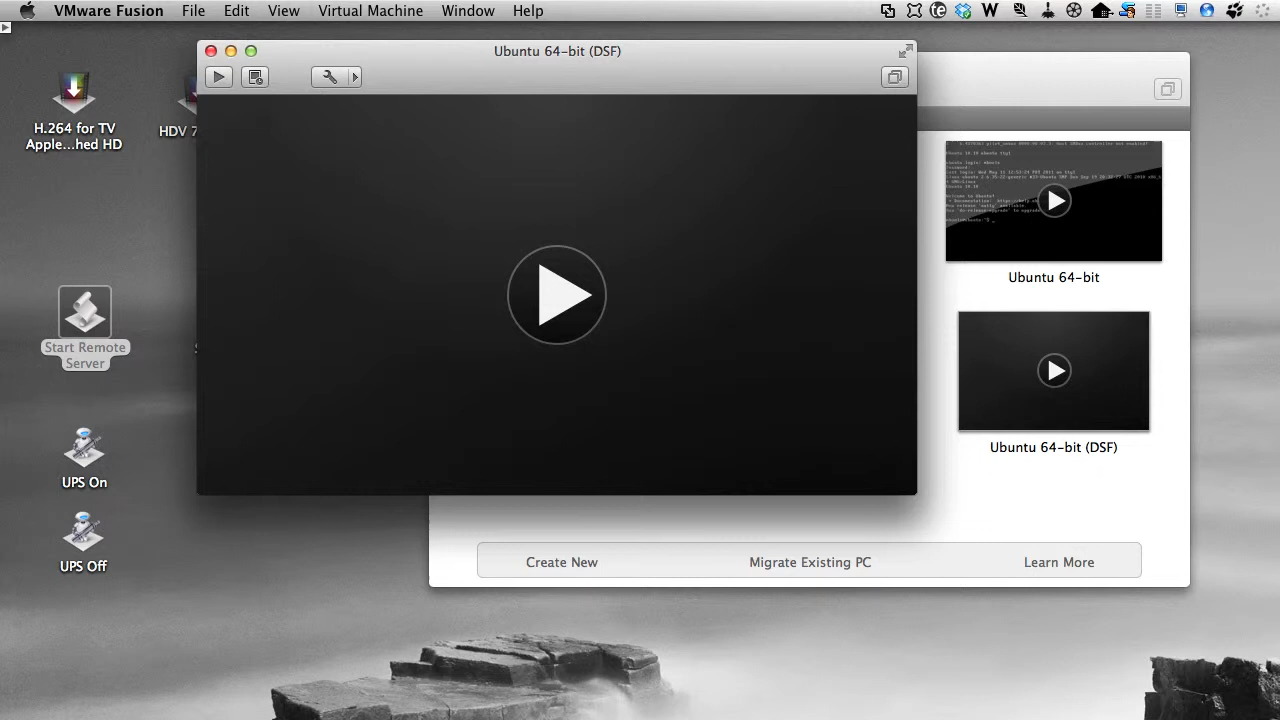 VMware Fusion File Edit View Virtual Machine Window Help
Ubuntu 64-bit (DSF)
H.264 for TV
Apple...hed HD
HDV 7
Start Remote
Server
UPS On
UPS Off
Ubuntu 64-bit
Ubuntu 64-bit (DSF)
Create New Migrate Existing PC Learn More